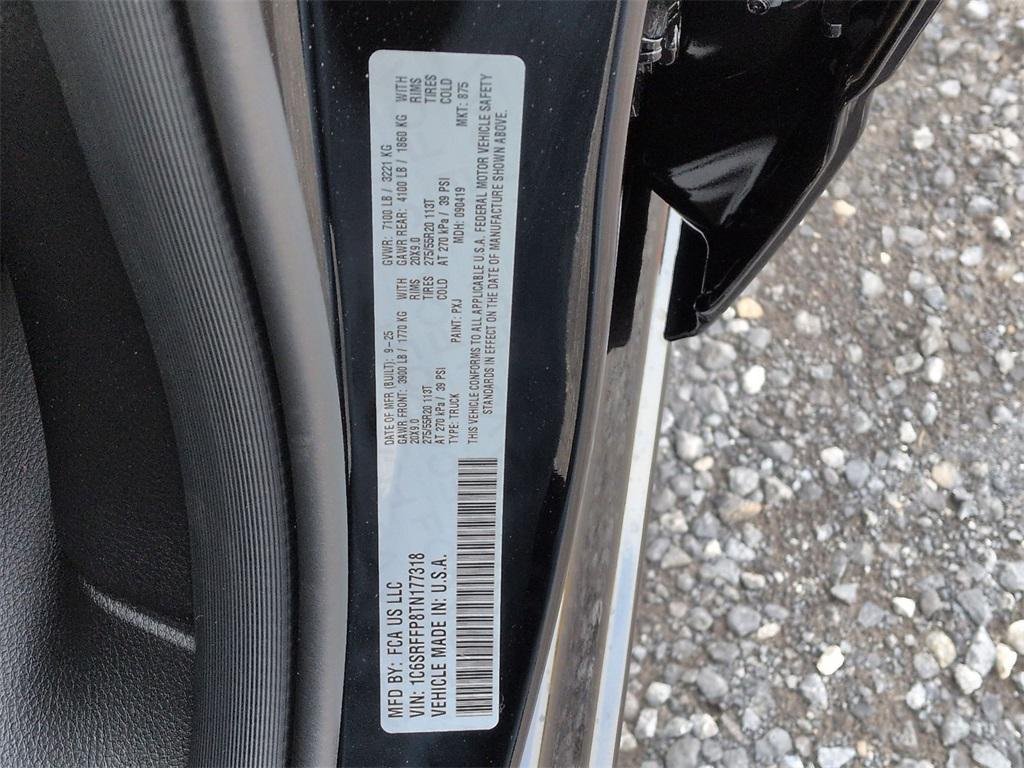 MFD BY: FCA US LLC
VIN: 1C6SRFFP8TN177318
VEHICLE MADE IN: U.S.A.
DATE OF MFR (BUILT): 9-25 GVWR: 7100 LB / 3221 KG
GAWR FRONT: 3900 LB / 1770 KG WITH GAWR REAR: 4100 LB / 1860 KG WITH
20X9.0 RIMS 20X9.0 RIMS
275/55R20 113T TIRES 275/55R20 113T TIRES
AT 270 kPa / 39 PSI COLD AT 270 kPa / 39 PSI COLD
TYPE: TRUCK PAINT: PXJ MDH: 090419 MKT: 875
THIS VEHICLE CONFORMS TO ALL APPLICABLE U.S.A. FEDERAL MOTOR VEHICLE SAFETY
STANDARDS IN EFFECT ON THE DATE OF MANUFACTURE SHOWN ABOVE.